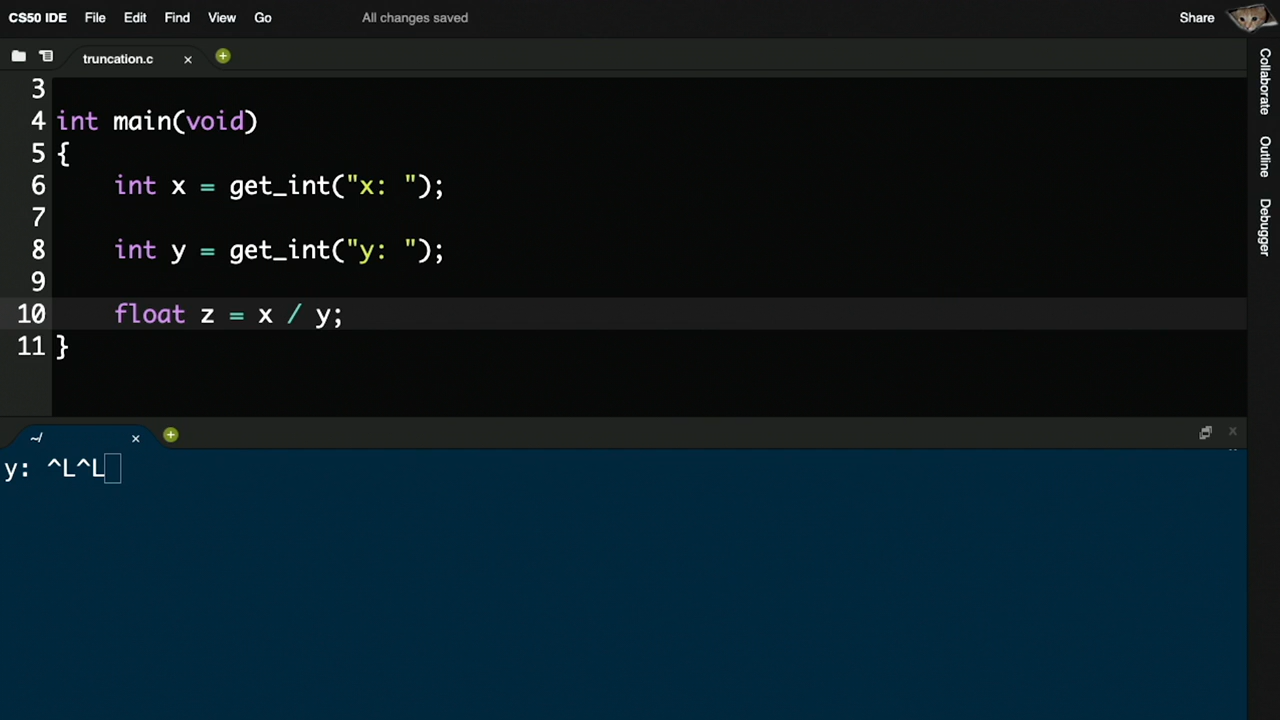 CS50 IDE File Edit Find View Go All changes saved Share
truncation.c
3
4 int main(void)
5 {
6 int x = get_int("x: ");
7
8 int y = get_int("y: ");
9
10 float z = x / y;
11 }
~/
y: ^L^L
Collaborate
Outline
Debugger